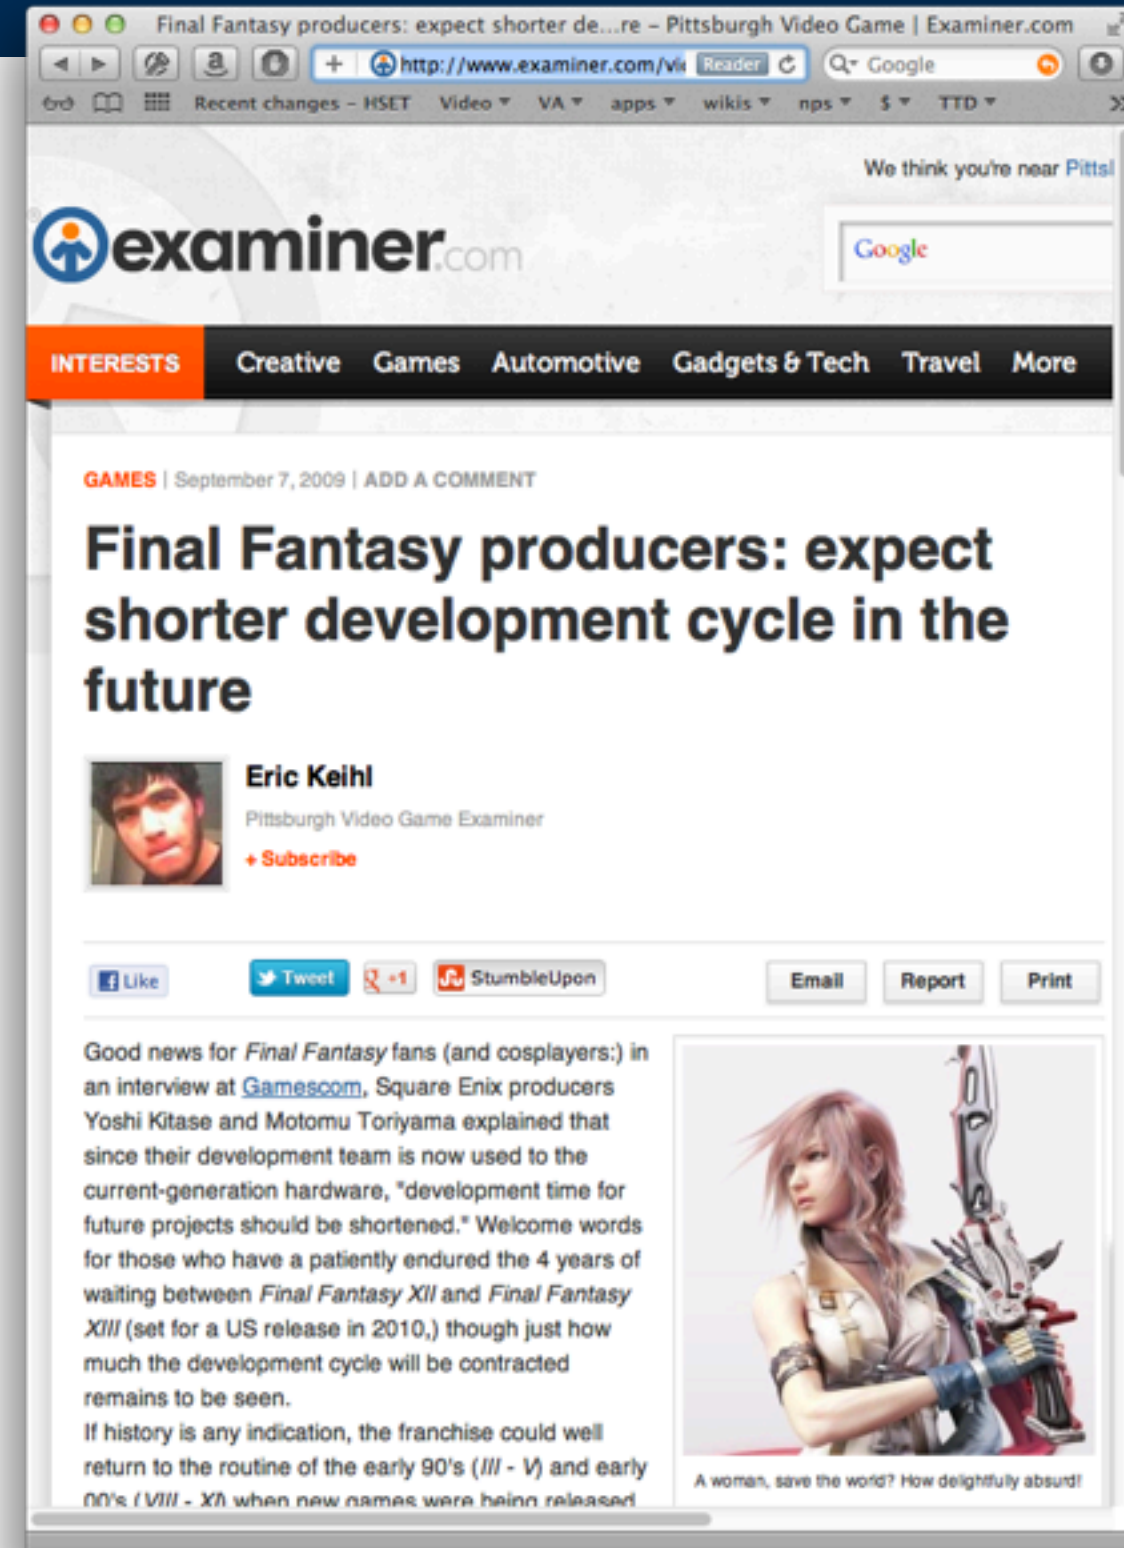 Final Fantasy producers: expect shorter de...re – Pittsburgh Video Game | Examiner.com
http://www.examiner.com/vi Reader Google
Recent changes – HSET Video VA apps wikis nps $ TTD
We think you're near Pitts
examiner.com
Google
INTERESTS Creative Games Automotive Gadgets & Tech Travel More
GAMES | September 7, 2009 | ADD A COMMENT
Final Fantasy producers: expect
shorter development cycle in the
future
Eric Keihl
Pittsburgh Video Game Examiner
+ Subscribe
Like Tweet +1 StumbleUpon Email Report Print
Good news for Final Fantasy fans (and cosplayers:) in
an interview at Gamescom, Square Enix producers
Yoshi Kitase and Motomu Toriyama explained that
since their development team is now used to the
current-generation hardware, "development time for
future projects should be shortened." Welcome words
for those who have a patiently endured the 4 years of
waiting between Final Fantasy XII and Final Fantasy
XIII (set for a US release in 2010,) though just how
much the development cycle will be contracted
remains to be seen.
If history is any indication, the franchise could well
return to the routine of the early 90's (III - V) and early
00's (VIII - XI) when new games were being released
A woman, save the world? How delightfully absurd!